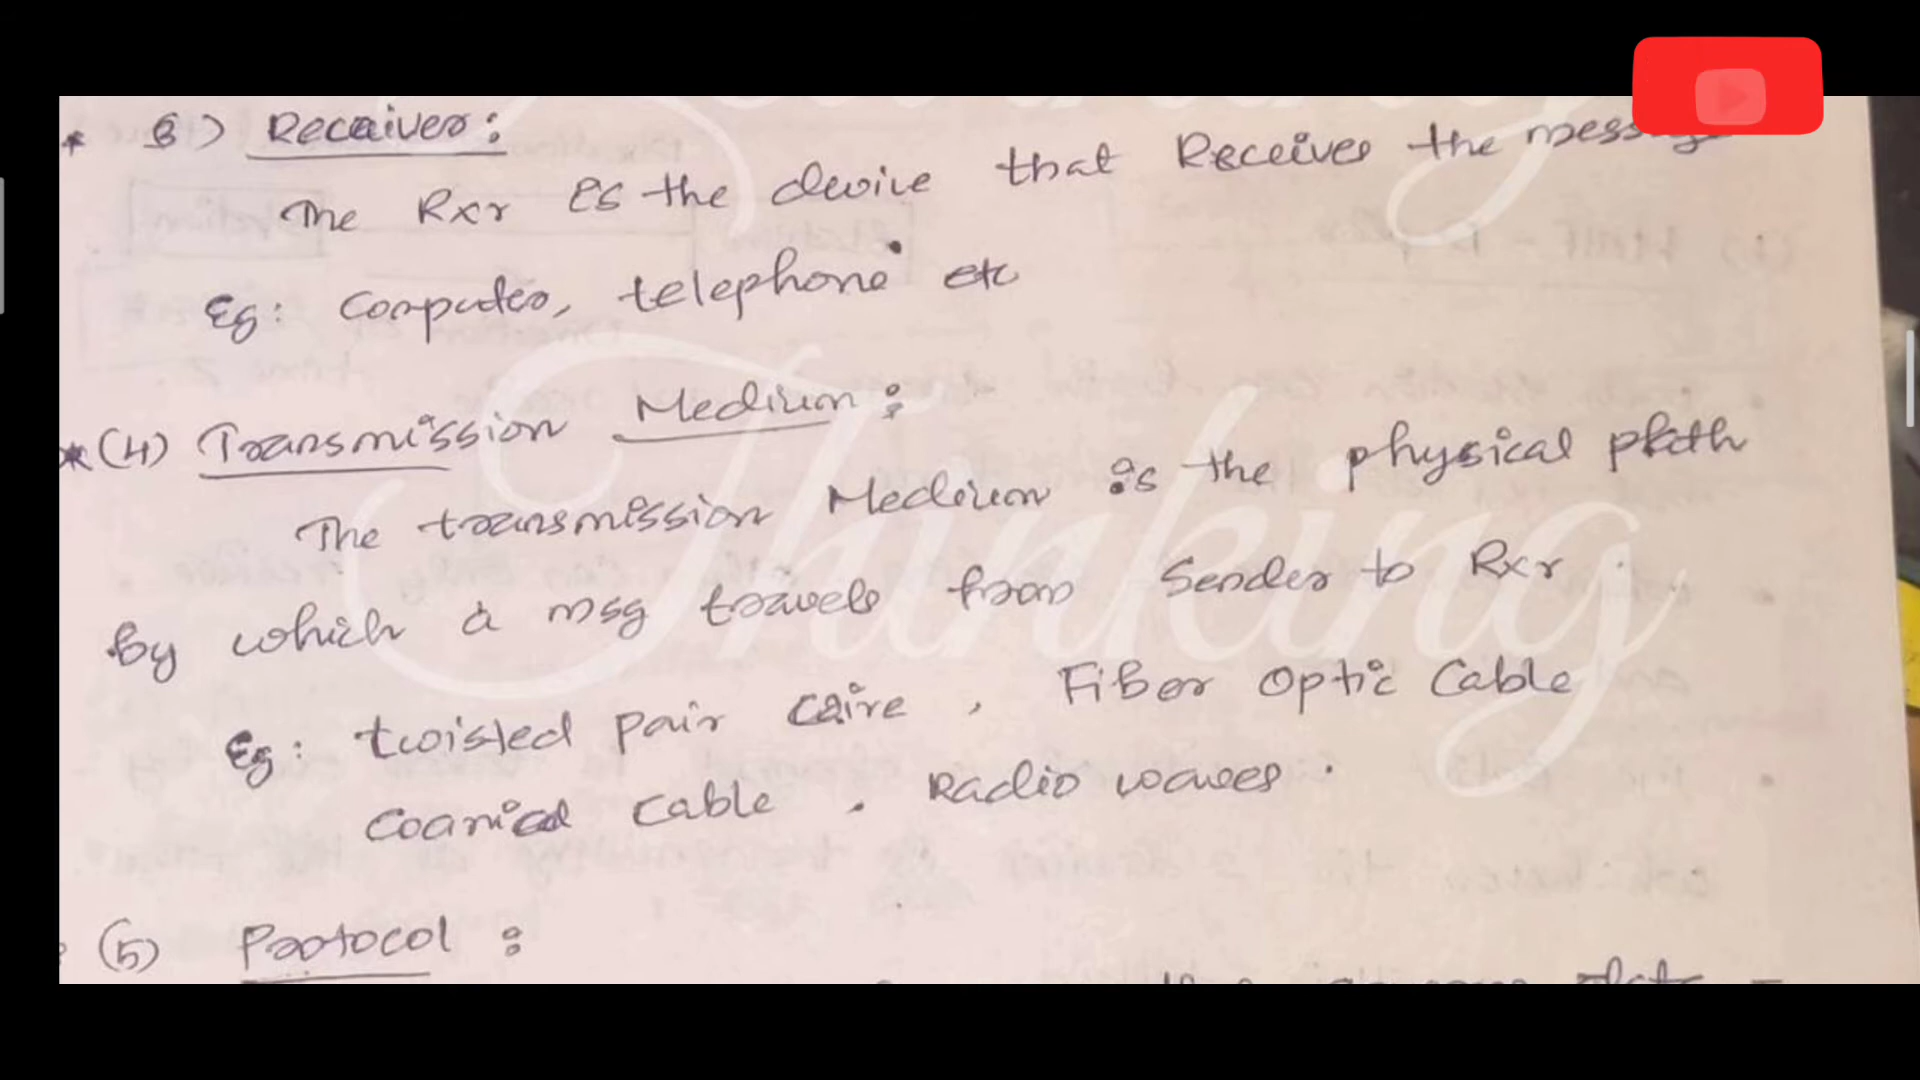 * 3) Receiver:
The Rxr is the device that Receives the message
Eg: Computer, telephone etc
* (4) Transmission Medium:
The transmission Medium is the physical path
by which a msg travels from Sender to Rxr
Eg: twisted pair wire, Fiber Optic Cable
Coaxial Cable, Radio waves.
(5) Protocol:
Thinking